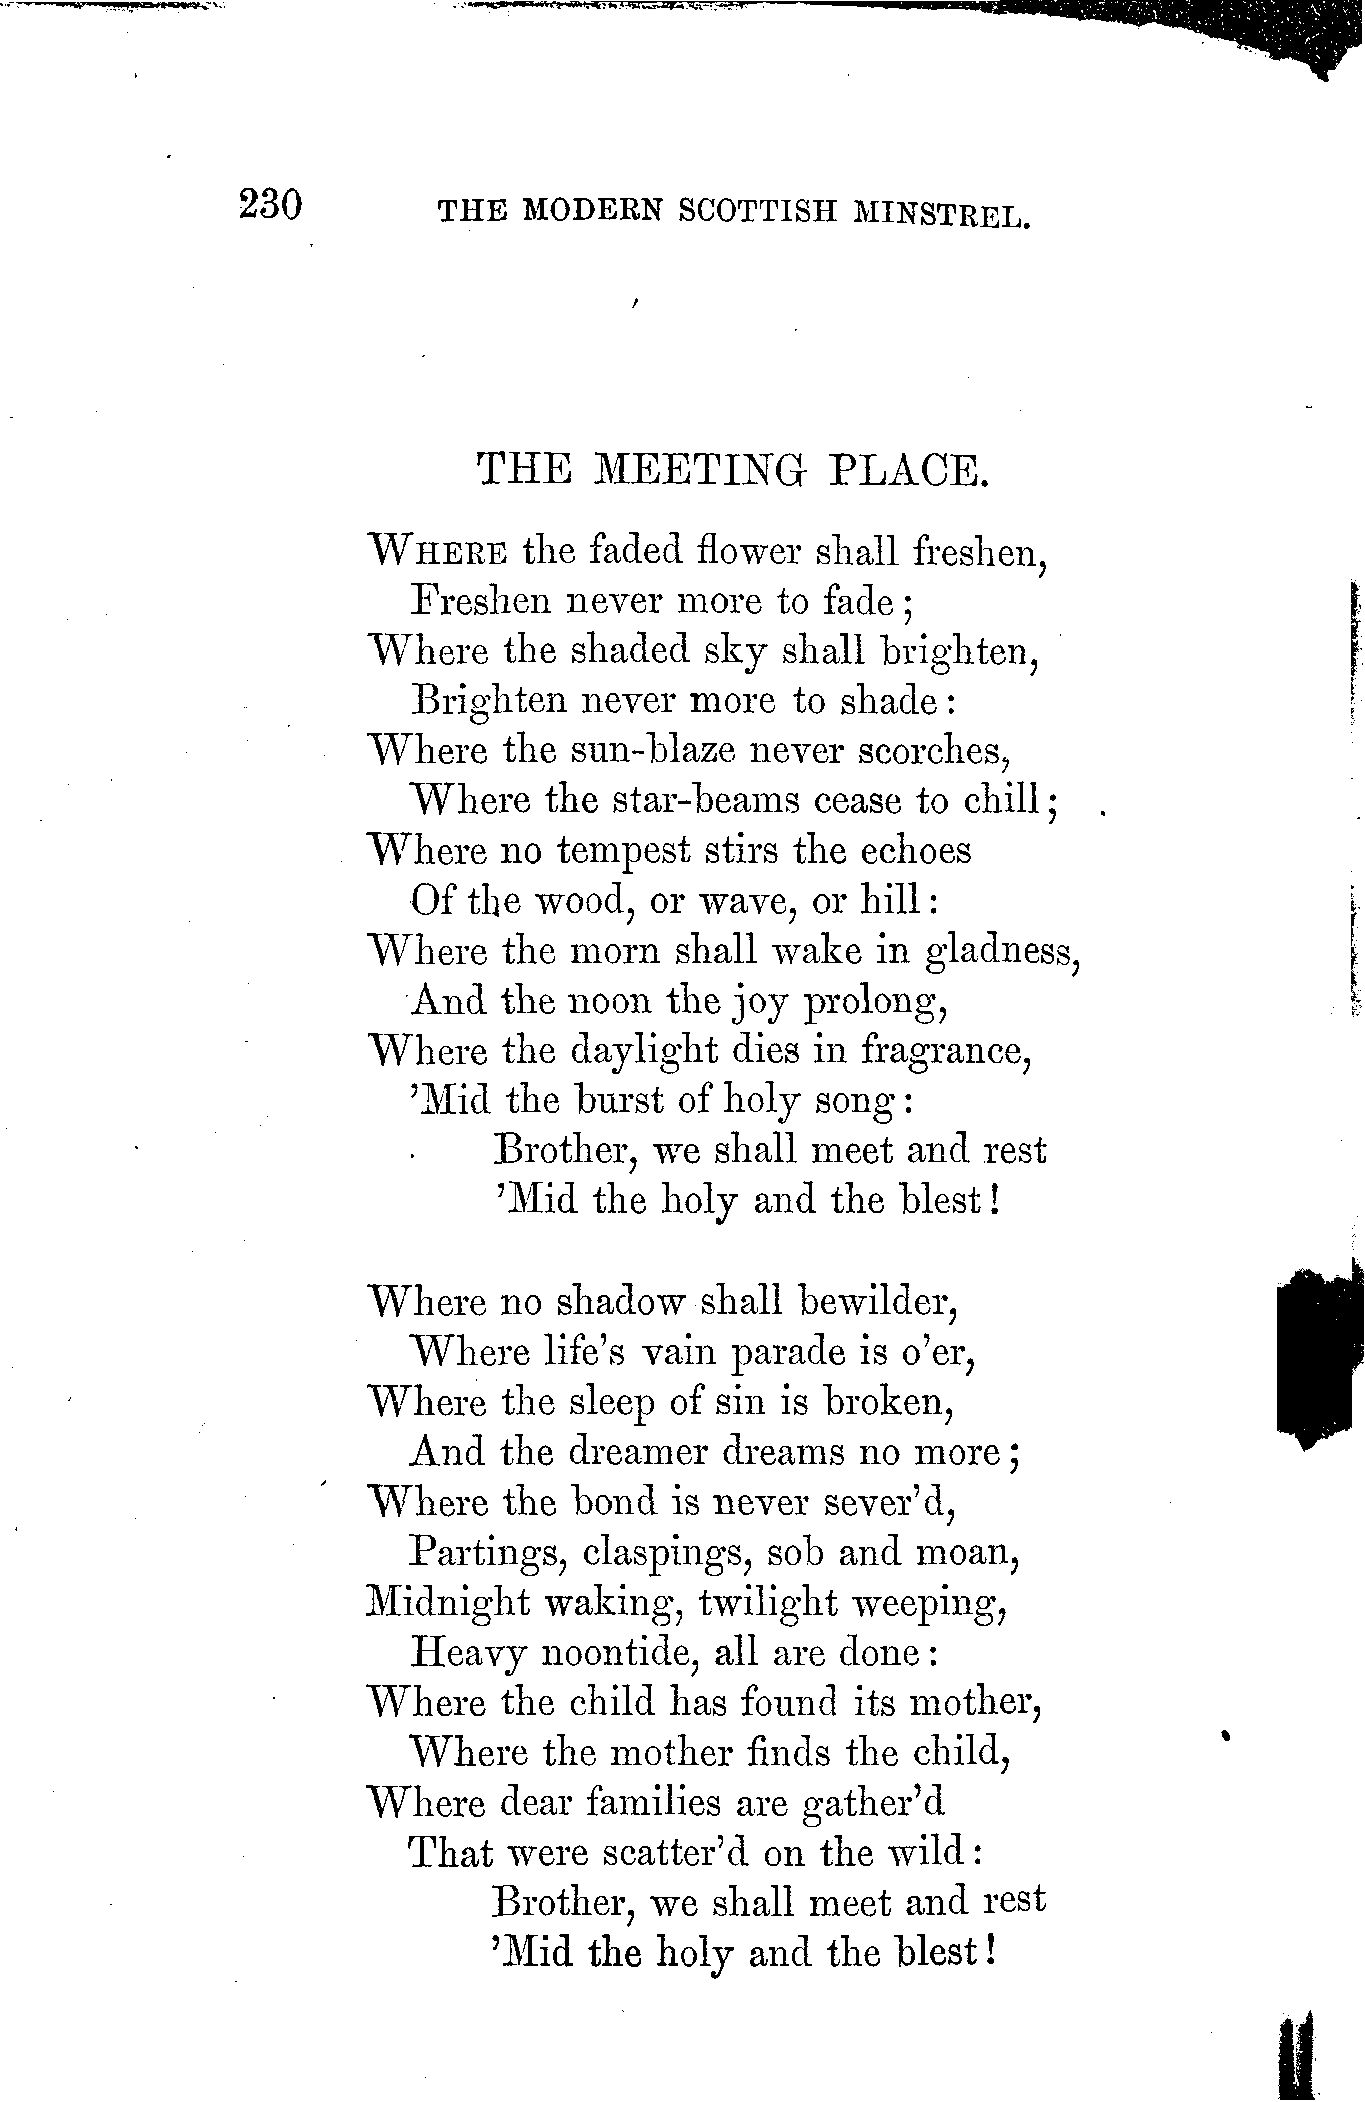 230 THE MODERN SCOTTISH MINSTREL.
THE MEETING PLACE.
WHERE the faded flower shall freshen,
Freshen never more to fade;
Where the shaded sky shall brighten,
Brighten never more to shade:
Where the sun-blaze never scorches,
Where the star-beams cease to chill;
Where no tempest stirs the echoes
Of the wood, or wave, or hill:
Where the morn shall wake in gladness,
And the noon the joy prolong,
Where the daylight dies in fragrance,
'Mid the burst of holy song:
Brother, we shall meet and rest
'Mid the holy and the blest!
Where no shadow shall bewilder,
Where life's vain parade is o'er,
Where the sleep of sin is broken,
And the dreamer dreams no more;
Where the bond is never sever'd,
Partings, claspings, sob and moan,
Midnight waking, twilight weeping,
Heavy noontide, all are done:
Where the child has found its mother,
Where the mother finds the child,
Where dear families are gather'd
That were scatter'd on the wild:
Brother, we shall meet and rest
'Mid the holy and the blest!